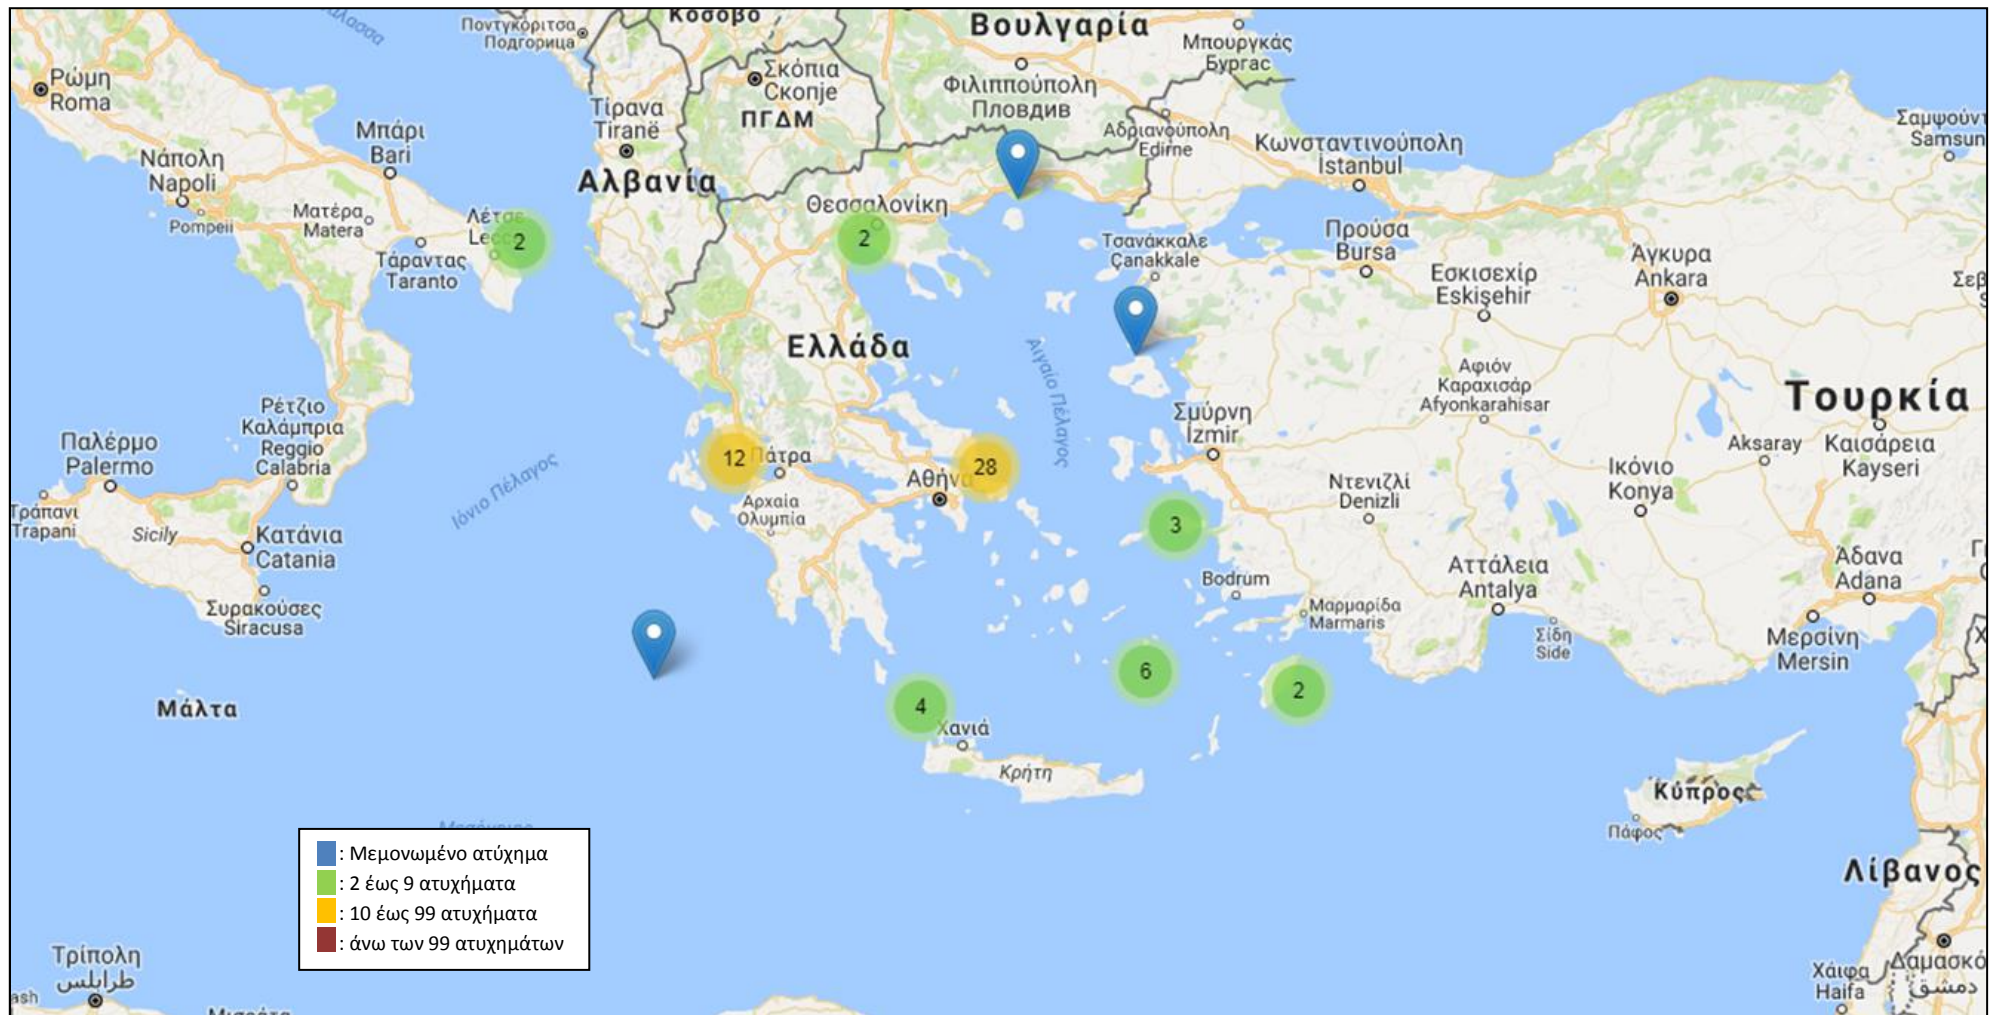 Κόσοβο
Βουλγαρία
Ποντγκόριτσα
Подгорица
Μπουργκάς
Бургас
Ρώμη
Roma
Σκόπια
Скопје
Φιλιππούπολη
Пловдив
Τίρανα
Tiranë
ΠΓΔΜ
Μπάρι
Bari
Αδριανούπολη
Edirne
Κωνσταντινούπολη
İstanbul
Samsun
Νάπολη
Napoli
Pompeii
Αλβανία
Θεσσαλονίκη
Ματέρα
Matera
2
2
Τάραντας
Taranto
Τσανάκκαλε
Çanakkale
Προύσα
Bursa
Εσκισεχίρ
Eskişehir
Άγκυρα
Ankara
Ελλάδα
Αιγαίο Πέλαγος
Αφιόν
Καραχισάρ
Afyonkarahisar
Τουρκία
Ρέτζιο
Καλάμπρια
Reggio
Calabria
Παλέρμο
Palermo
Σμύρνη
İzmir
Aksaray
Καισάρεια
Kayseri
12
Πάτρα
28
Αθήνα
Ιόνιο Πέλαγος
Αρχαία
Ολυμπία
Ντενιζλί
Denizli
Ικόνιο
Konya
Τράπανι
Trapani
Sicily
Κατάνια
Catania
3
Bodrum
Αττάλεια
Antalya
Άδανα
Adana
Συρακούσες
Siracusa
Μαρμαρίδα
Marmaris
Σίδη
Side
Μερσίνη
Mersin
6
2
4
Μάλτα
Χανιά
Κρήτη
Κύπρος
Πάφος
: Μεμονωμένο ατύχημα
: 2 έως 9 ατυχήματα
: 10 έως 99 ατυχήματα
: άνω των 99 ατυχημάτων
Λίβανος
Τρίπολη
طرابلس
Χάιφα
Haifa
Δαμασκό
دمشق